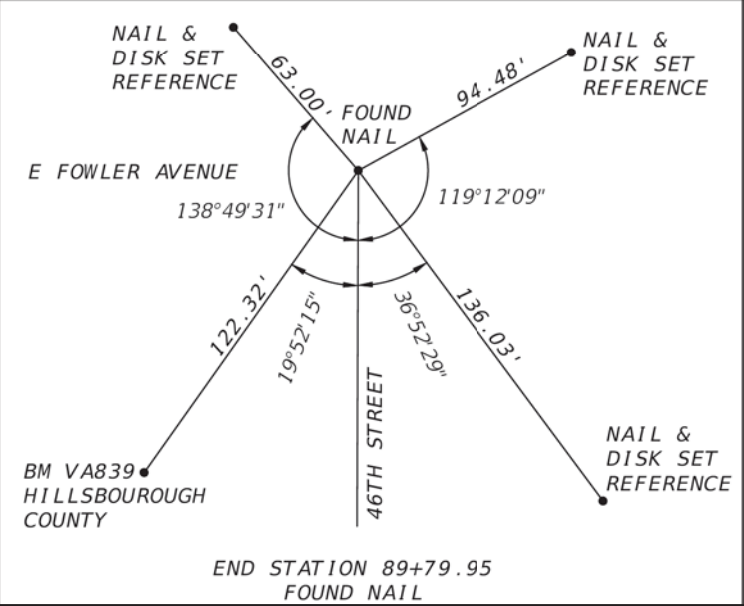 NAIL &
DISK SET
REFERENCE
63.00'
94.48'
NAIL &
DISK SET
REFERENCE
FOUND
NAIL
E FOWLER AVENUE
138°49'31"
119°12'09"
122.32'
19°52'15"
36°52'29"
136.03'
46TH STREET
BM VA839
HILLSBOUROUGH
COUNTY
NAIL &
DISK SET
REFERENCE
END STATION 89+79.95
FOUND NAIL